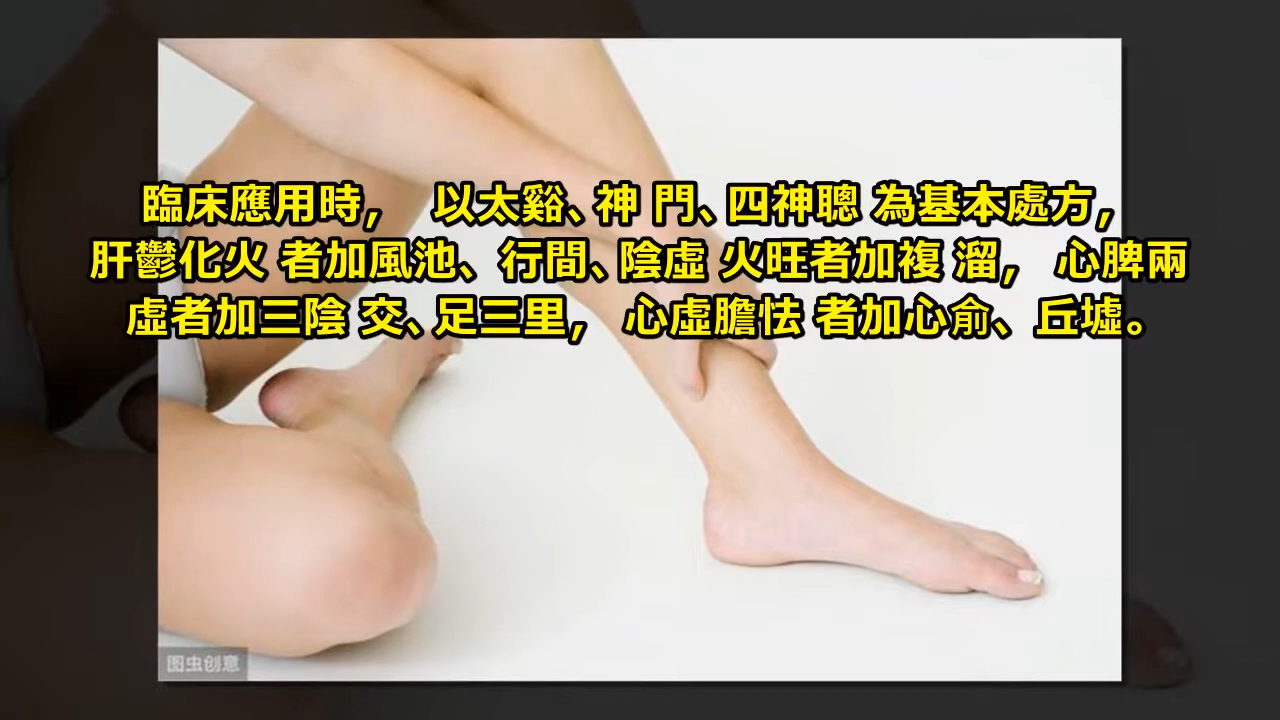 臨床應用時， 以太谿、神 門、四神聰 為基本處方，
肝鬱化火 者加風池、行間、陰虛 火旺者加複 溜， 心脾兩
虛者加三陰 交、足三里， 心虛膽怯 者加心俞、丘墟。
图虫创意